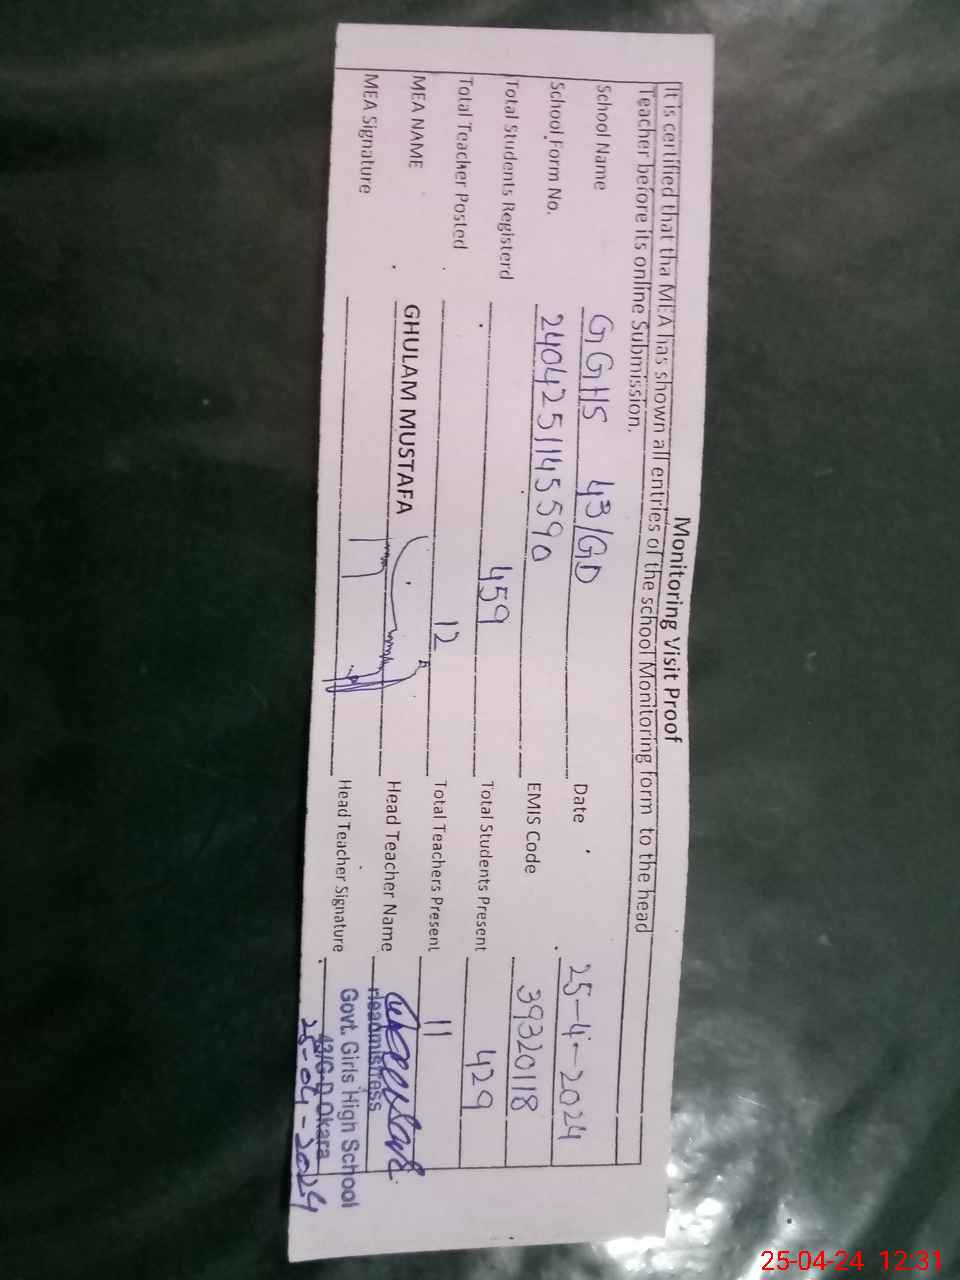 Monitoring Visit Proof
It is certified that tha MEA has shown all entries of the school Monitoring form to the head
Teacher before its online Submission.
School Name GGHS 43/GD Date 25-4-2024
School Form No. 2404251145590 EMIS Code 39320118
Total Students Registerd 459 Total Students Present 429
Total Teacher Posted 12 Total Teachers Present 11
MEA NAME GHULAM MUSTAFA Head Teacher Name
MEA Signature Head Teacher Signature
Headmistress
Govt. Girls High School
43/G-D Okara
25-04-2024
25-04-24 12:31